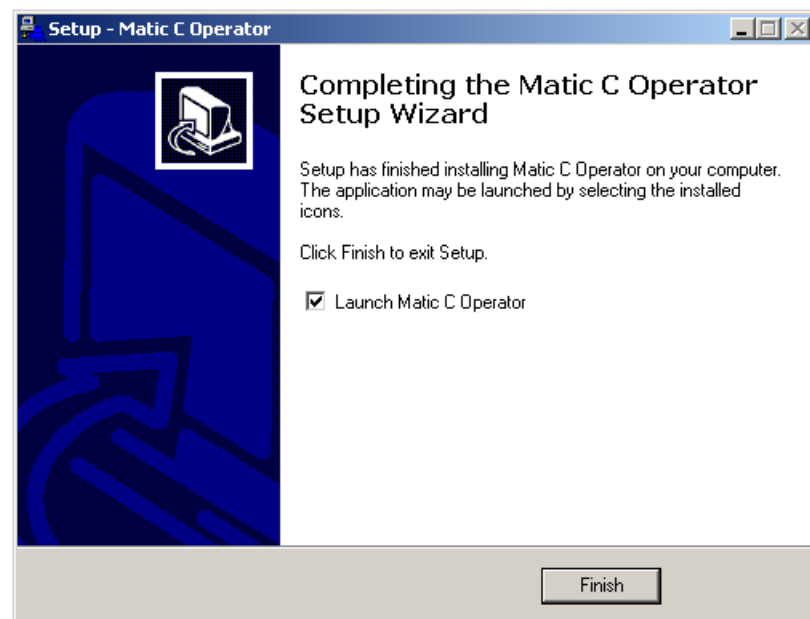 Setup - Matic C Operator
Completing the Matic C Operator
Setup Wizard
Setup has finished installing Matic C Operator on your computer.
The application may be launched by selecting the installed
icons.
Click Finish to exit Setup.
Launch Matic C Operator
Finish